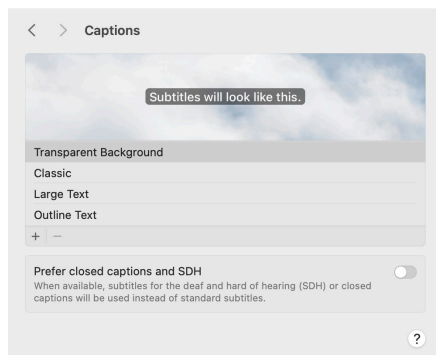 Captions
Subtitles will look like this.
Transparent Background
Classic
Large Text
Outline Text
+ −
Prefer closed captions and SDH
When available, subtitles for the deaf and hard of hearing (SDH) or closed
captions will be used instead of standard subtitles.
?